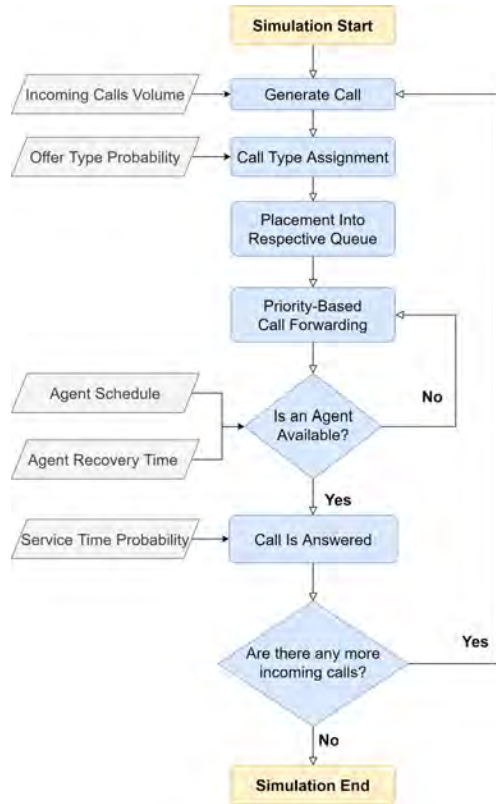 Simulation Start
Incoming Calls Volume
Generate Call
Offer Type Probability
Call Type Assignment
Placement Into
Respective Queue
Priority-Based
Call Forwarding
Agent Schedule
Is an Agent
Available?
No
Agent Recovery Time
Yes
Service Time Probability
Call Is Answered
Are there any more
incoming calls?
Yes
No
Simulation End